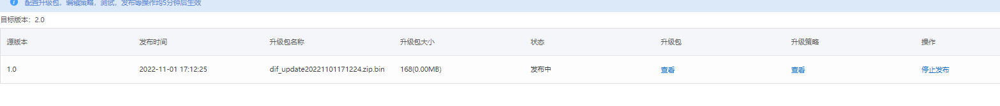 配置升级包，编辑策略，测试，发布等操作均5分钟后生效
目标版本：2.0
源版本 发布时间 升级包名称 升级包大小 状态 升级包 升级策略 操作
1.0 2022-11-01 17:12:25 dif_update20221101171224.zip.bin 168(0.00MB) 发布中 查看 查看 停止发布